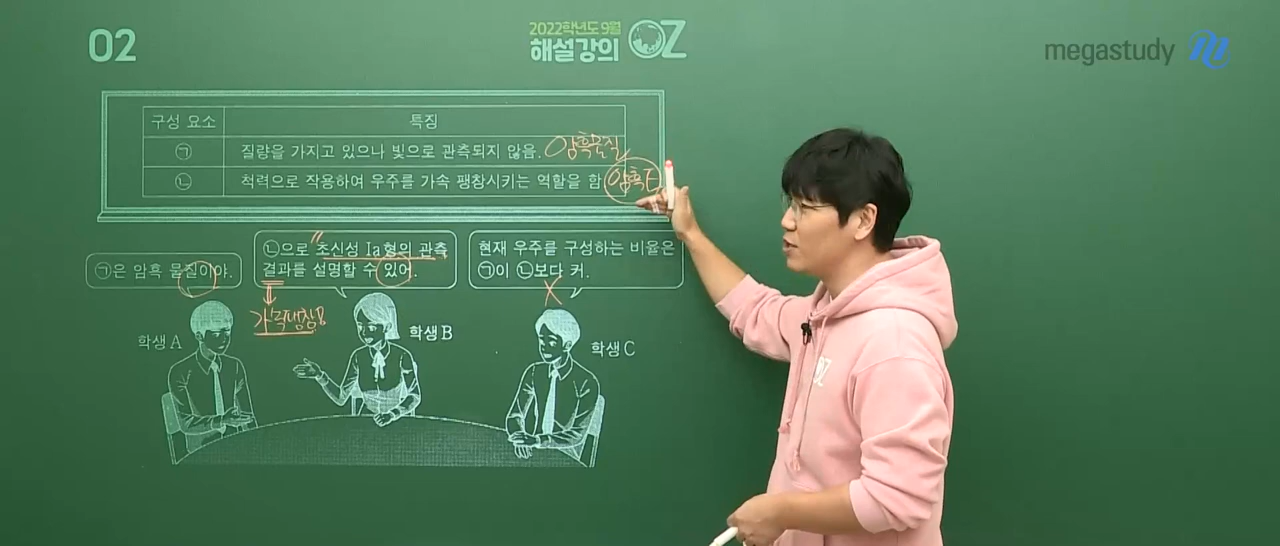 02
2022학년도 9월
해설강의 OZ
megastudy M
구성 요소 특징
㉠ 질량을 가지고 있으나 빛으로 관측되지 않음. 암흑물질
㉡ 척력으로 작용하여 우주를 가속 팽창시키는 역할을 함 암흑E
㉠은 암흑 물질이야.
㉡으로 초신성 Ia형의 관측
결과를 설명할 수 있어.
현재 우주를 구성하는 비율은
㉠이 ㉡보다 커.
X
학생 A
학생 B
학생 C
OZ